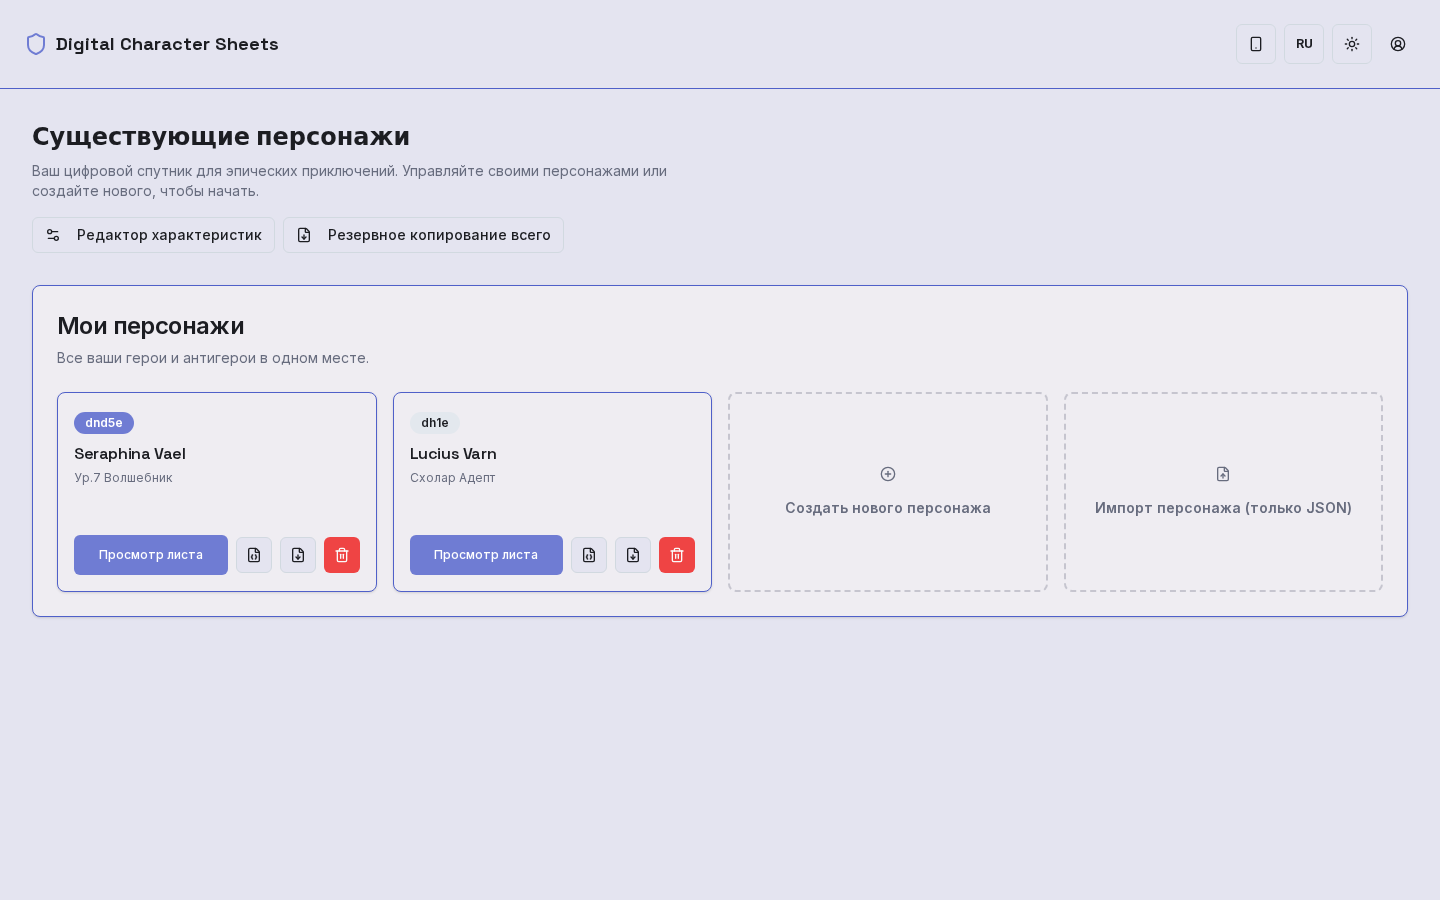 Digital Character Sheets
RU
Существующие персонажи
Ваш цифровой спутник для эпических приключений. Управляйте своими персонажами или
создайте нового, чтобы начать.
Редактор характеристик
Резервное копирование всего
Мои персонажи
Все ваши герои и антигерои в одном месте.
dnd5e
Seraphina Vael
Ур.7 Волшебник
Просмотр листа
dh1e
Lucius Varn
Схолар Адепт
Просмотр листа
Создать нового персонажа
Импорт персонажа (только JSON)